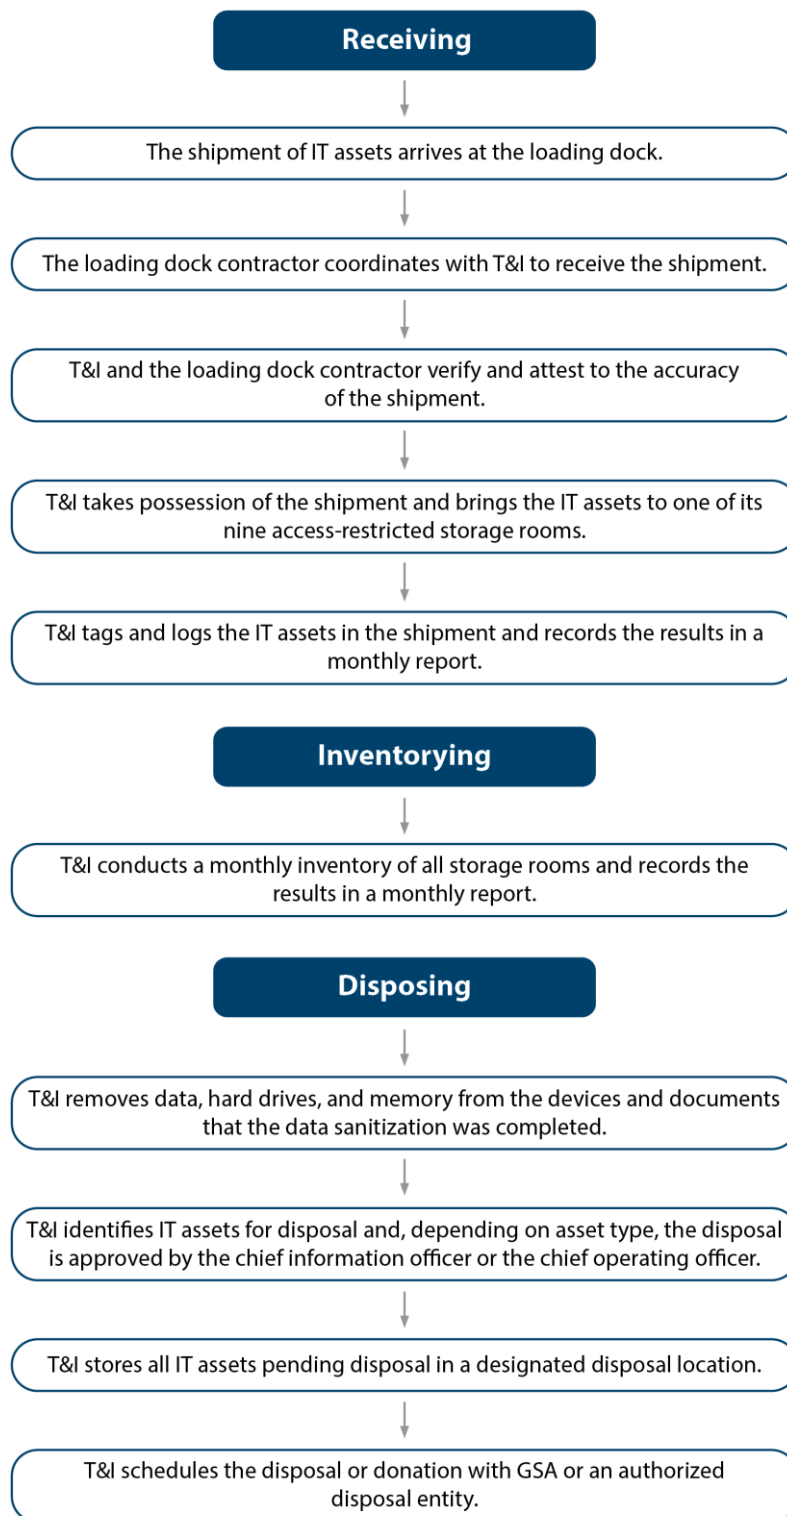 Receiving
The shipment of IT assets arrives at the loading dock.
The loading dock contractor coordinates with T&I to receive the shipment.
T&I and the loading dock contractor verify and attest to the accuracy
of the shipment.
T&I takes possession of the shipment and brings the IT assets to one of its
nine access-restricted storage rooms.
T&I tags and logs the IT assets in the shipment and records the results in a
monthly report.
Inventorying
T&I conducts a monthly inventory of all storage rooms and records the
results in a monthly report.
Disposing
T&I removes data, hard drives, and memory from the devices and documents
that the data sanitization was completed.
T&I identifies IT assets for disposal and, depending on asset type, the disposal
is approved by the chief information officer or the chief operating officer.
T&I stores all IT assets pending disposal in a designated disposal location.
T&I schedules the disposal or donation with GSA or an authorized
disposal entity.